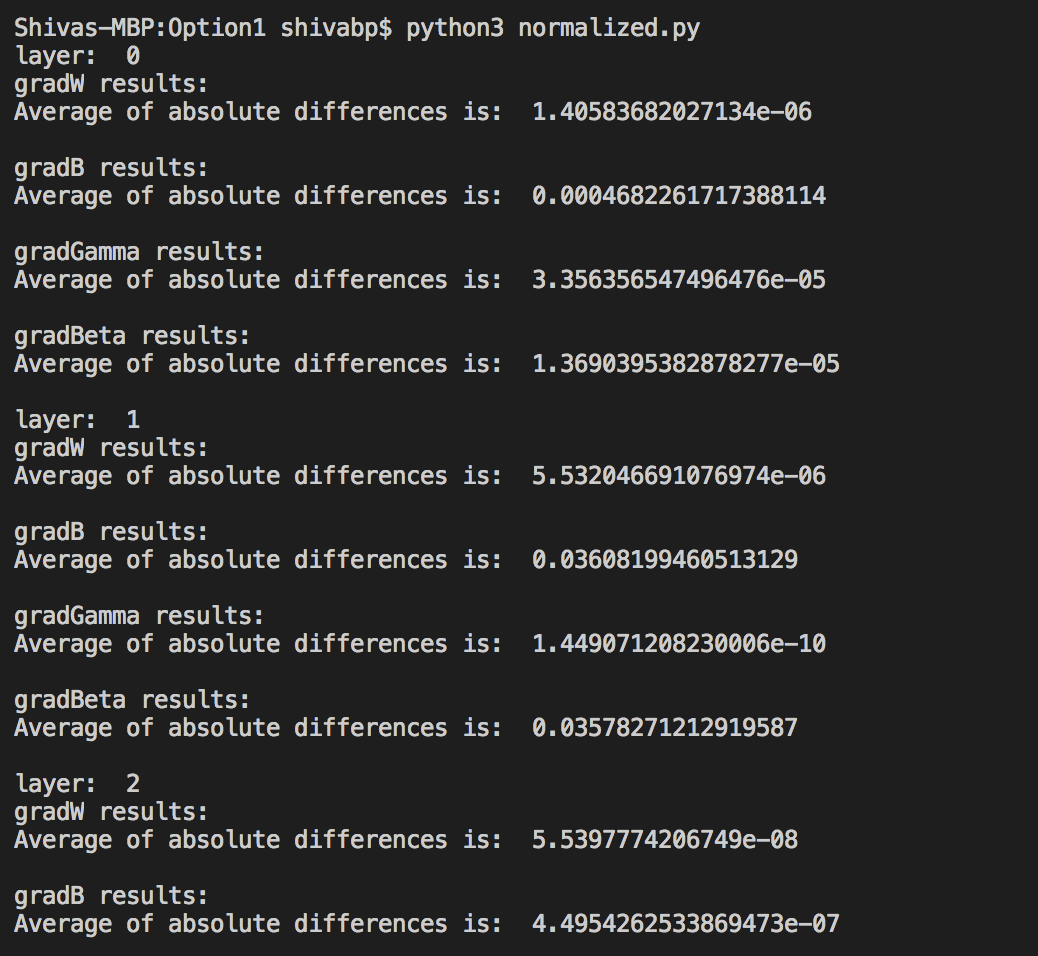 Shivas-MBP:Option1 shivabp$ python3 normalized.py
layer:  0
gradW results:
Average of absolute differences is:  1.40583682027134e-06
gradB results:
Average of absolute differences is:  0.0004682261717388114
gradGamma results:
Average of absolute differences is:  3.356356547496476e-05
gradBeta results:
Average of absolute differences is:  1.3690395382878277e-05
layer:  1
gradW results:
Average of absolute differences is:  5.532046691076974e-06
gradB results:
Average of absolute differences is:  0.03608199460513129
gradGamma results:
Average of absolute differences is:  1.449071208230006e-10
gradBeta results:
Average of absolute differences is:  0.03578271212919587
layer:  2
gradW results:
Average of absolute differences is:  5.5397774206749e-08
gradB results:
Average of absolute differences is:  4.4954262533869473e-07